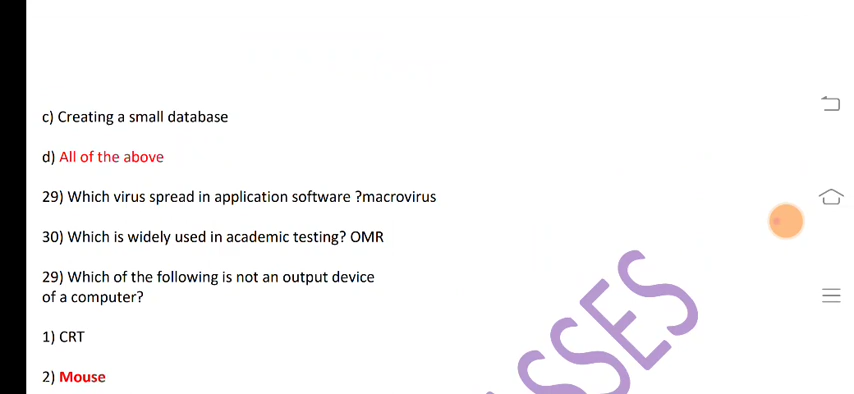 c) Creating a small database
d) All of the above
29) Which virus spread in application software ?macrovirus
30) Which is widely used in academic testing? OMR
29) Which of the following is not an output device
of a computer?
1) CRT
2) Mouse